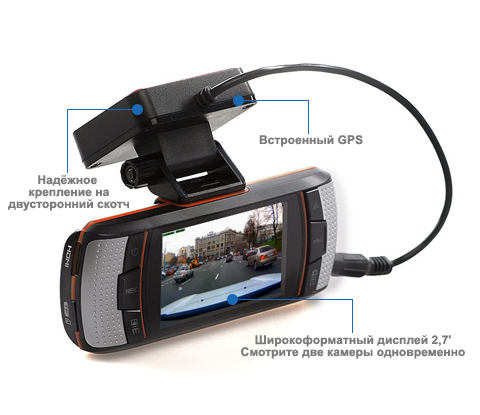 Встроенный GPS
Надёжное
крепление на
двусторонний скотч
HDMI
REC
Широкоформатный дисплей 2,7'
Смотрите две камеры одновременно